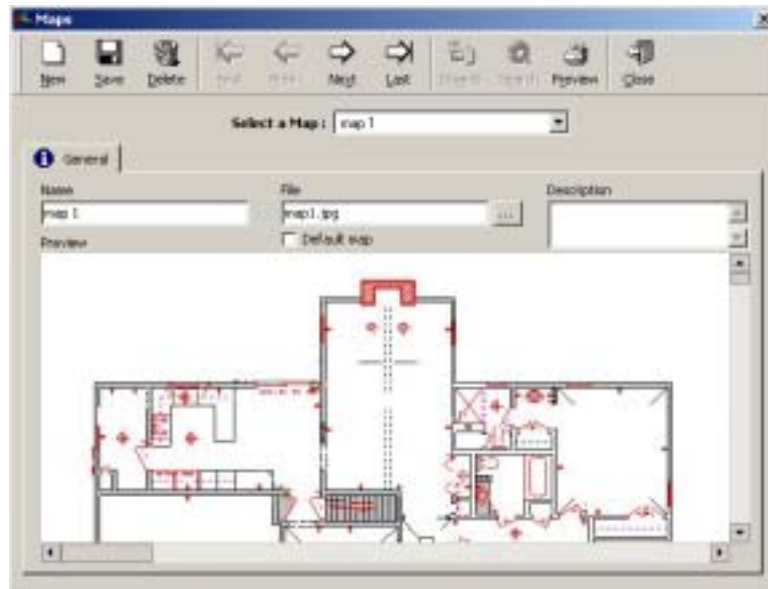 Maps
New Save Delete Next Last Preview Close
Select a Map : map 1
General
Name File Description
map 1 map1.jpg ...
Preview Default map